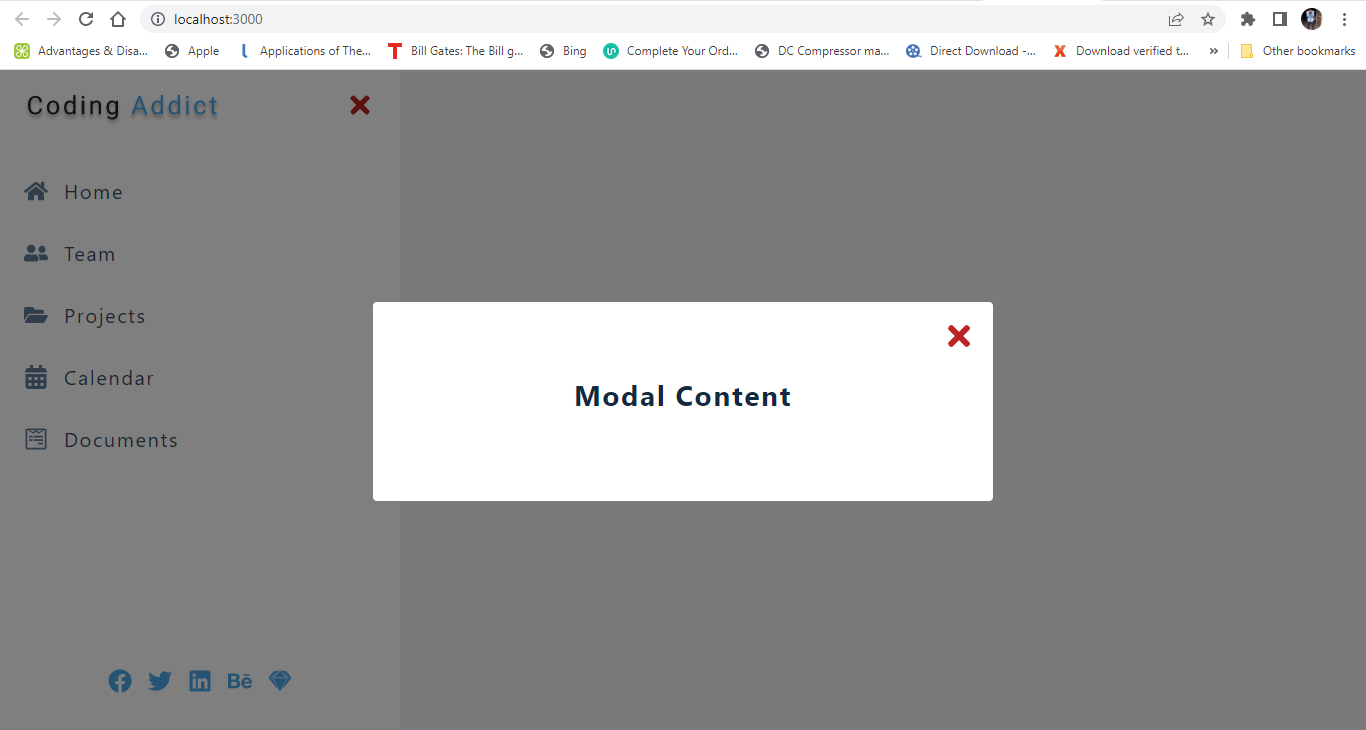 localhost:3000
Advantages & Disa...
Apple
Applications of The...
Bill Gates: The Bill g...
Bing
Complete Your Ord...
DC Compressor ma...
Direct Download -...
Download verified t...
»
Other bookmarks
Coding Addict
Home
Team
Projects
Calendar
Documents
Modal Content